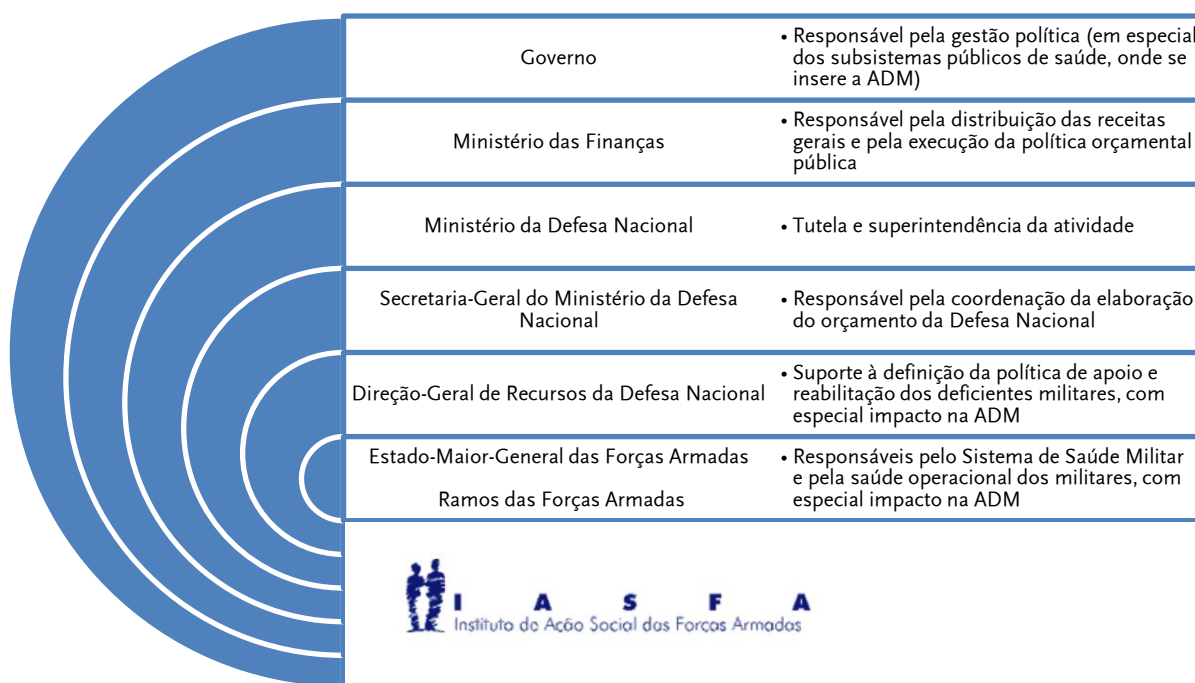 Governo
• Responsável pela gestão política (em especial
dos subsistemas públicos de saúde, onde se
insere a ADM)
Ministério das Finanças
• Responsável pela distribuição das receitas
gerais e pela execução da política orçamental
pública
Ministério da Defesa Nacional
• Tutela e superintendência da atividade
Secretaria-Geral do Ministério da Defesa
Nacional
• Responsável pela coordenação da elaboração
do orçamento da Defesa Nacional
Direção-Geral de Recursos da Defesa Nacional
• Suporte à definição da política de apoio e
reabilitação dos deficientes militares, com
especial impacto na ADM
Estado-Maior-General das Forças Armadas
Ramos das Forças Armadas
• Responsáveis pelo Sistema de Saúde Militar
e pela saúde operacional dos militares, com
especial impacto na ADM
I A S F A
Instituto de Ação Social das Forças Armadas